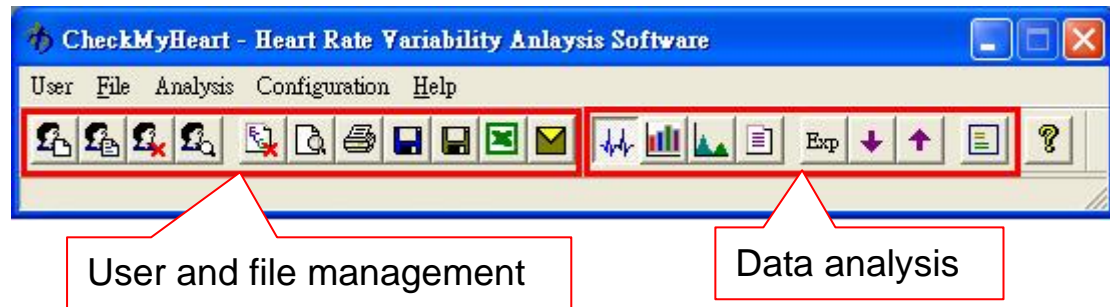 CheckMyHeart - Heart Rate Variability Anlaysis Software
User File Analysis Configuration Help
Exp
User and file management
Data analysis